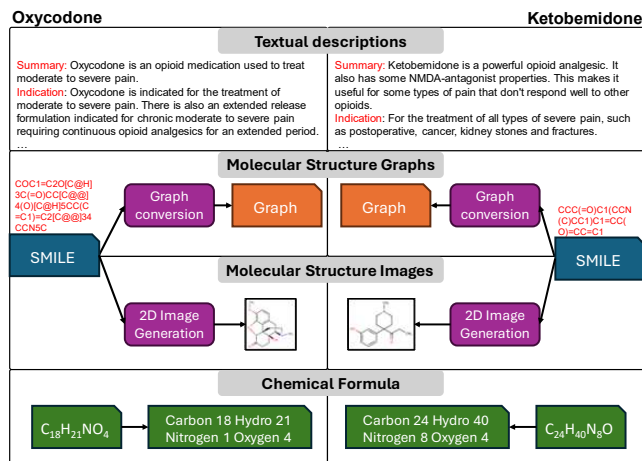 Oxycodone
Ketobemidone
Textual descriptions
Summary: Oxycodone is an opioid medication used to treat
moderate to severe pain.
Indication: Oxycodone is indicated for the treatment of
moderate to severe pain. There is also an extended release
formulation indicated for chronic moderate to severe pain
requiring continuous opioid analgesics for an extended period.
...
Summary: Ketobemidone is a powerful opioid analgesic. It
also has some NMDA-antagonist properties. This makes it
useful for some types of pain that don't respond well to other
opioids.
Indication: For the treatment of all types of severe pain, such
as postoperative, cancer, kidney stones and fractures.
...
Molecular Structure Graphs
COC1=C2O[C@H]
3C(=O)CC[C@@]
4(O)[C@H]5CC(C
=C1)=C2[C@@]34
CCN5C
SMILE
Graph
conversion
Graph
Graph
Graph
conversion
CCC(=O)C1(CCN
(C)CC1)C1=CC(
O)=CC=C1
SMILE
Molecular Structure Images
2D Image
Generation
2D Image
Generation
Chemical Formula
C₁₈H₂₁NO₄
Carbon 18 Hydro 21
Nitrogen 1 Oxygen 4
Carbon 24 Hydro 40
Nitrogen 8 Oxygen 4
C₂₄H₄₀N₈O